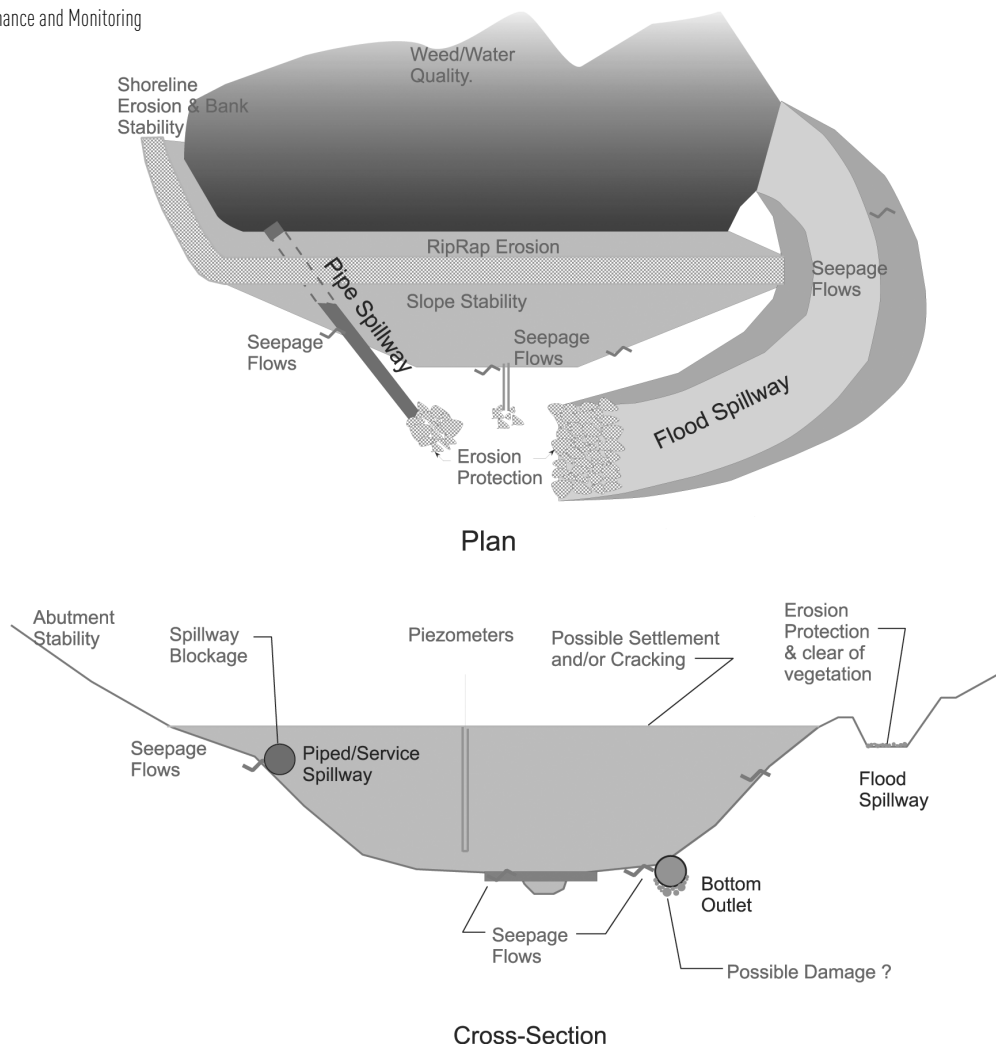 nance and Monitoring
Weed/Water
Quality.
Shoreline
Erosion & Bank
Stability
RipRap Erosion
Pipe Spillway
Slope Stability
Seepage
Flows
Seepage
Flows
Seepage
Flows
Flood Spillway
Erosion
Protection
Plan
Abutment
Stability
Spillway
Blockage
Piezometers
Possible Settlement
and/or Cracking
Erosion
Protection
& clear of
vegetation
Seepage
Flows
Piped/Service
Spillway
Flood
Spillway
Bottom
Outlet
Seepage
Flows
Possible Damage ?
Cross-Section